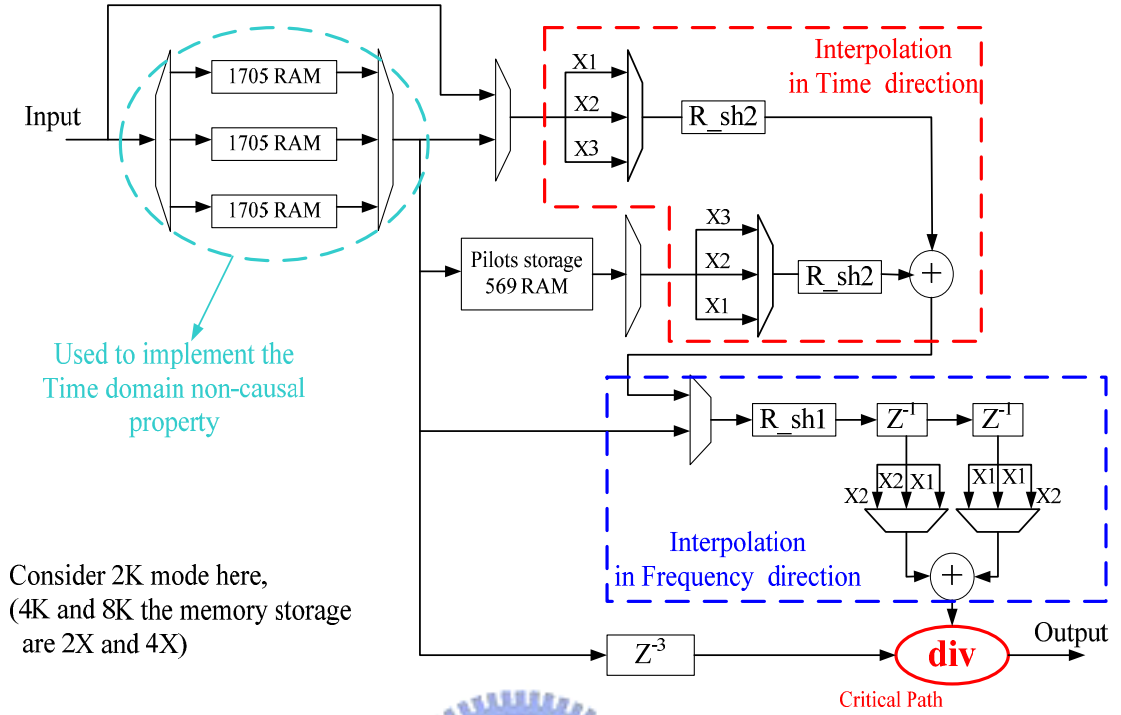 Interpolation
in Time direction
Input
1705 RAM
1705 RAM
1705 RAM
X1
X2
X3
R_sh2
Pilots storage
569 RAM
X3
X2
X1
R_sh2
+
Used to implement the
Time domain non-causal
property
R_sh1
Z-1
Z-1
X2
X2
X1
X1
X1
X2
Interpolation
in Frequency direction
+
Consider 2K mode here,
(4K and 8K the memory storage
are 2X and 4X)
Z-3
div
Output
Critical Path